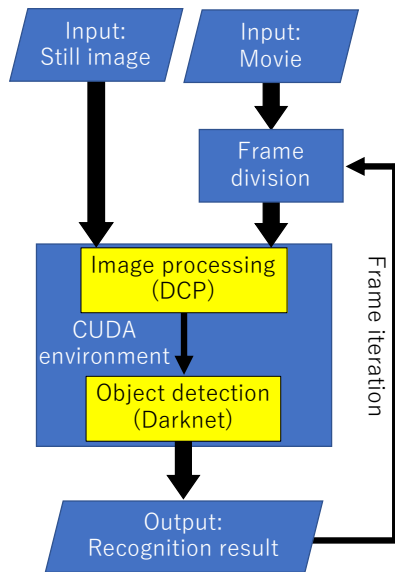 Input:
Still image
Input:
Movie
Frame
division
Image processing
(DCP)
CUDA
environment
Object detection
(Darknet)
Frame iteration
Output:
Recognition result